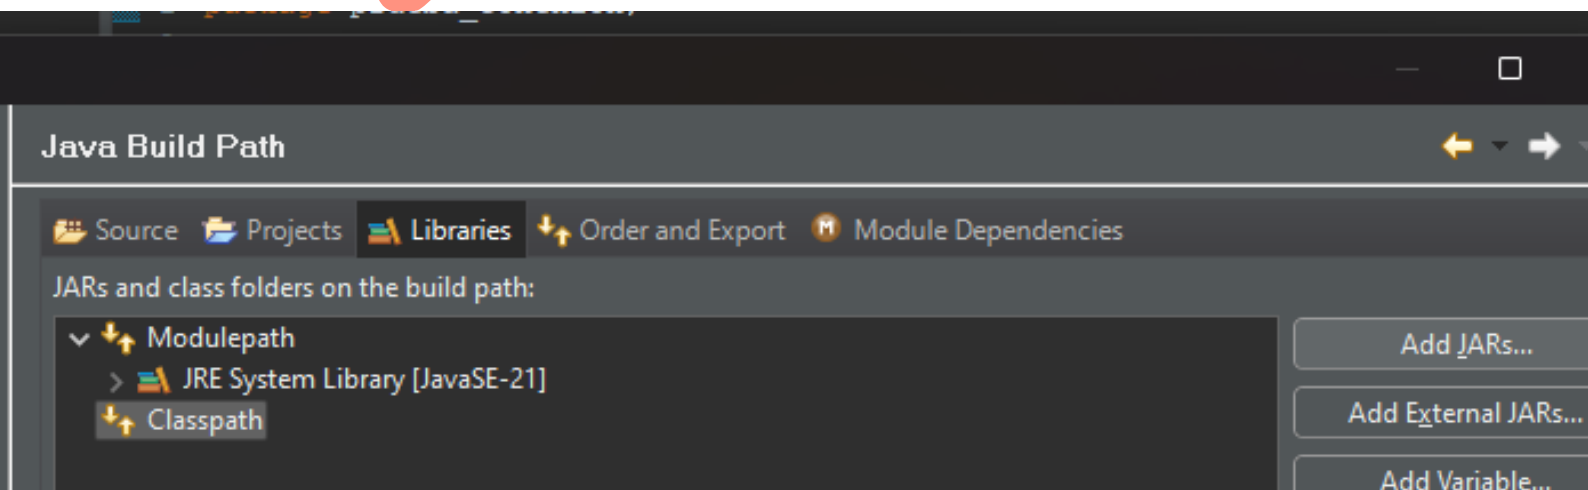 package
Java Build Path
Source Projects Libraries Order and Export Module Dependencies
JARs and class folders on the build path:
Modulepath
Add JARs...
JRE System Library [JavaSE-21]
Add External JARs...
Classpath
Add Variable...